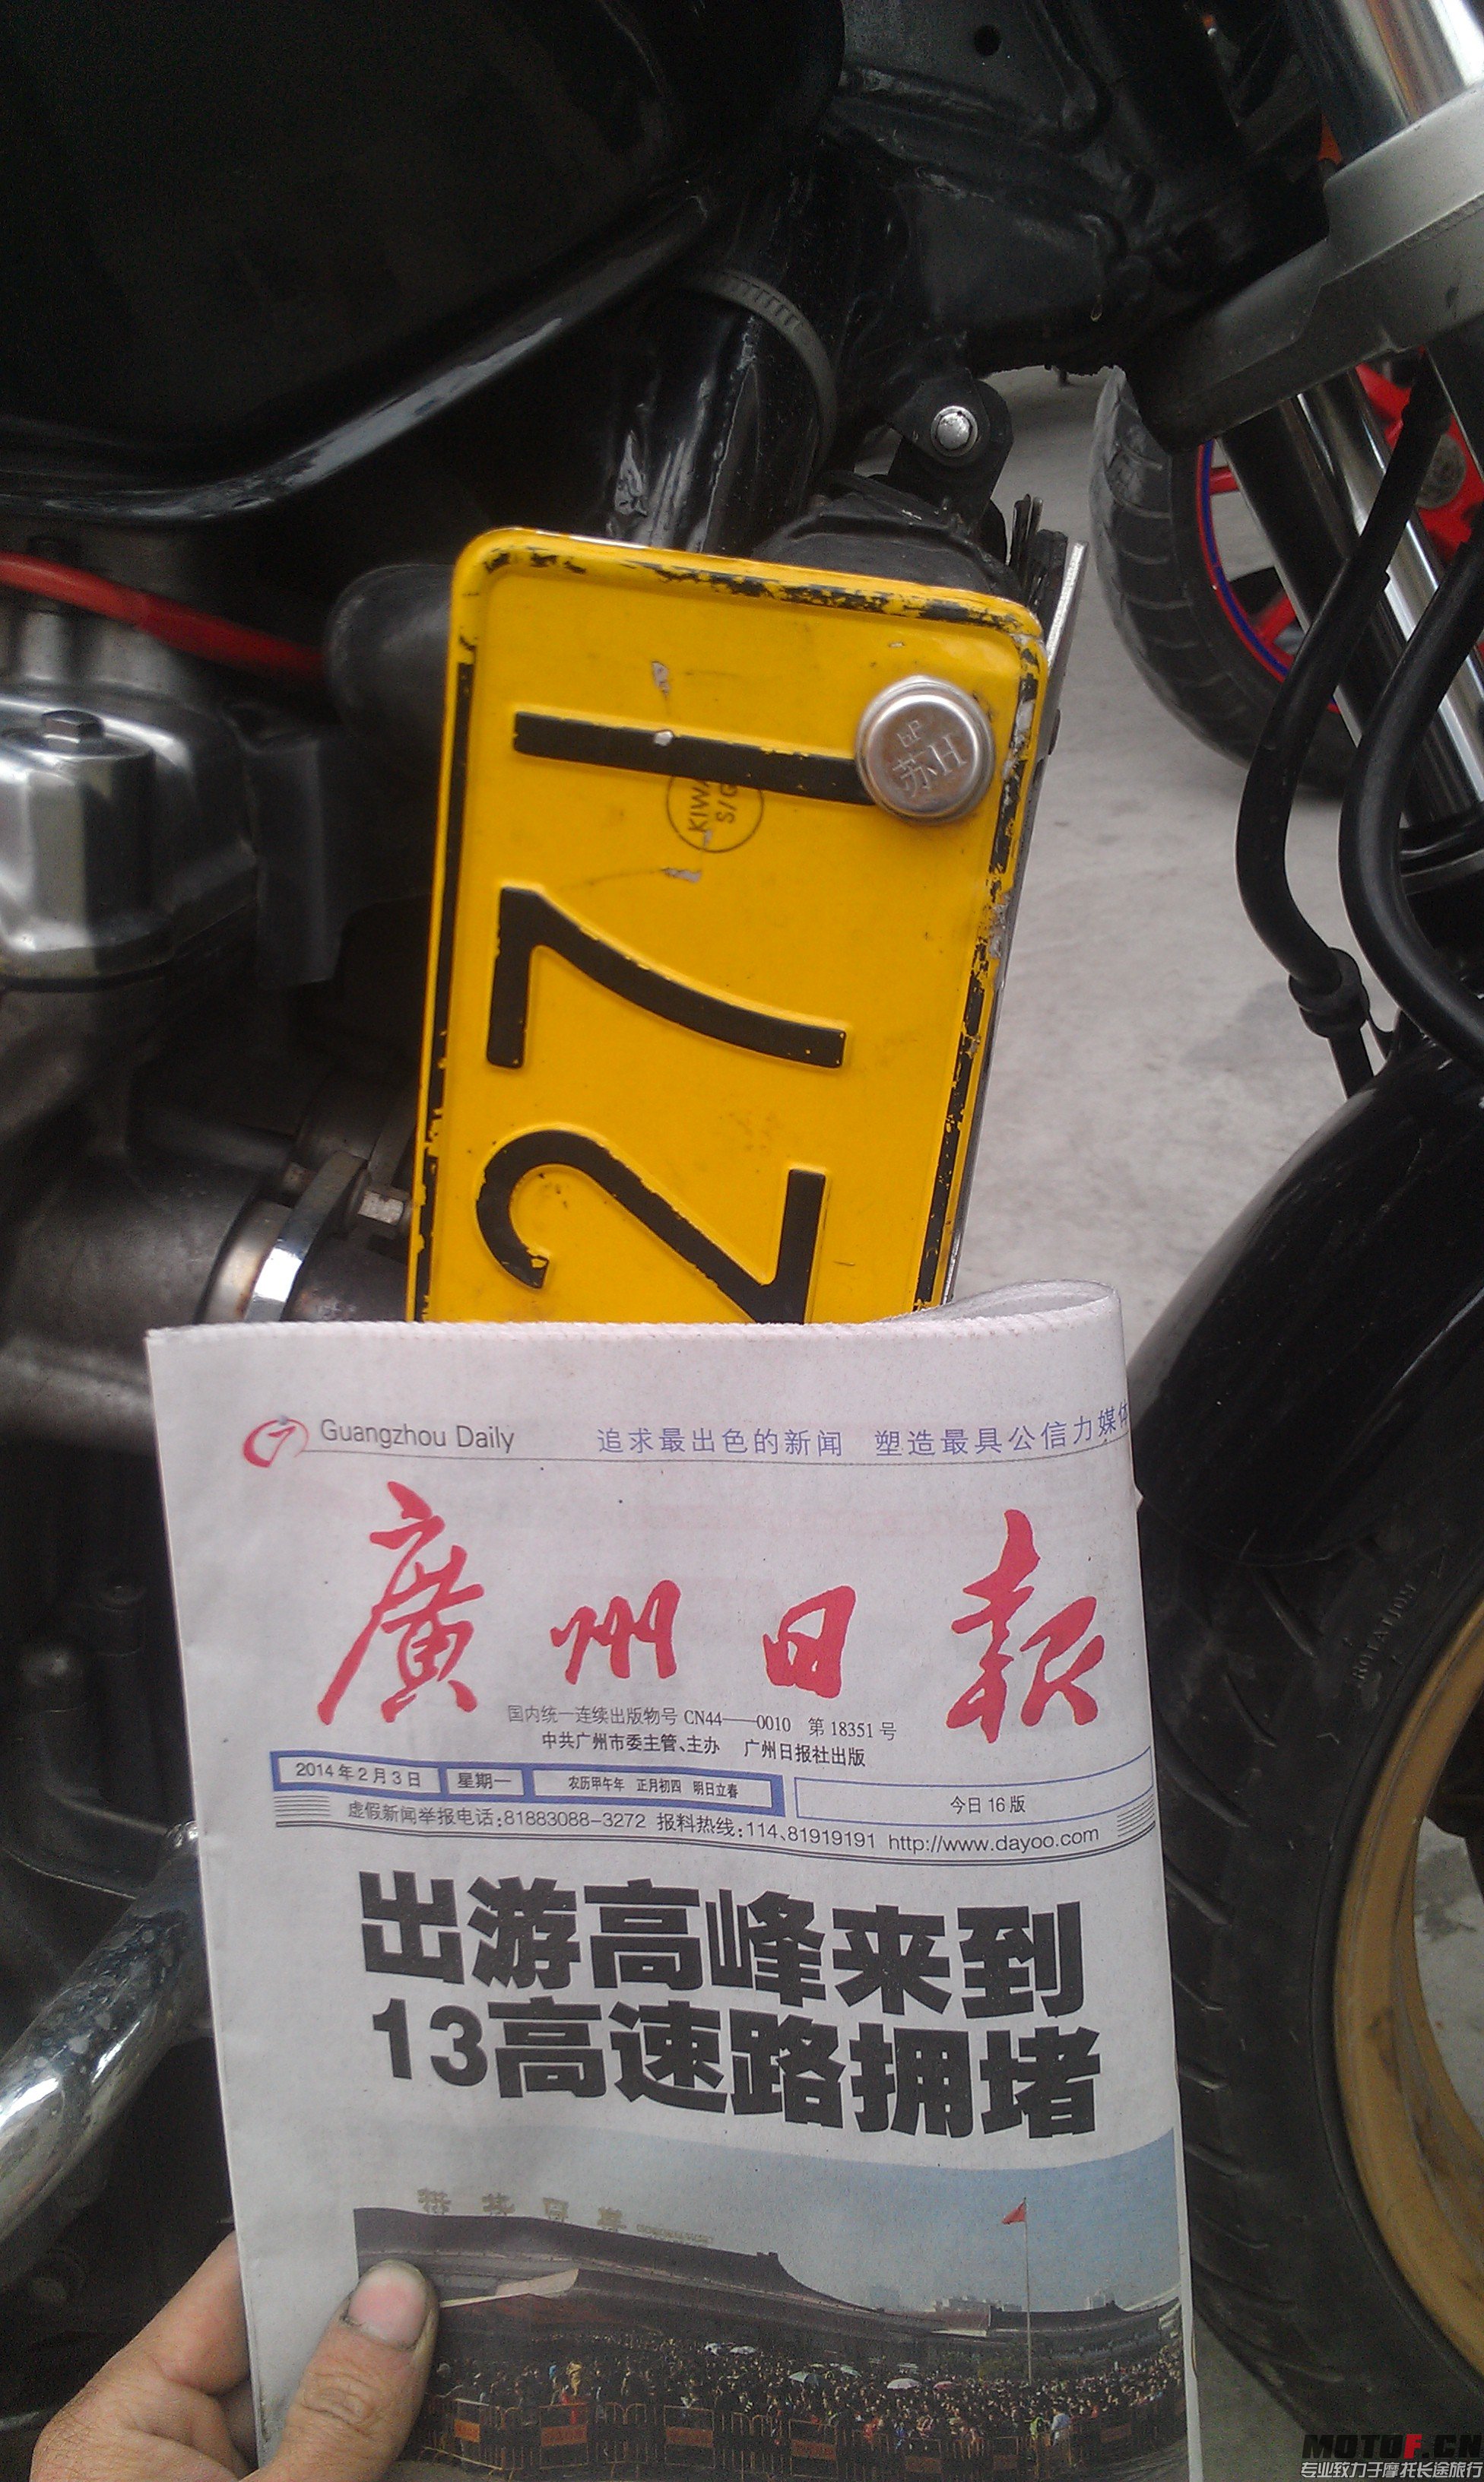 苏H
KIWA
S/G
271
Guangzhou Daily
追求最出色的新闻 塑造最具公信力媒体
廣州日報
国内统一连续出版物号 CN44——0010 第 18351 号
中共广州市委主管、主办 广州日报社出版
2014年2月3日 星期一 农历甲午年 正月初四 明日立春 今日16版
虚假新闻举报电话:81883088-3272 报料热线:114、81919191 http://www.dayoo.com
出游高峰来到
13高速路拥堵
MOTOF.CN
专业致力于摩托长途旅行